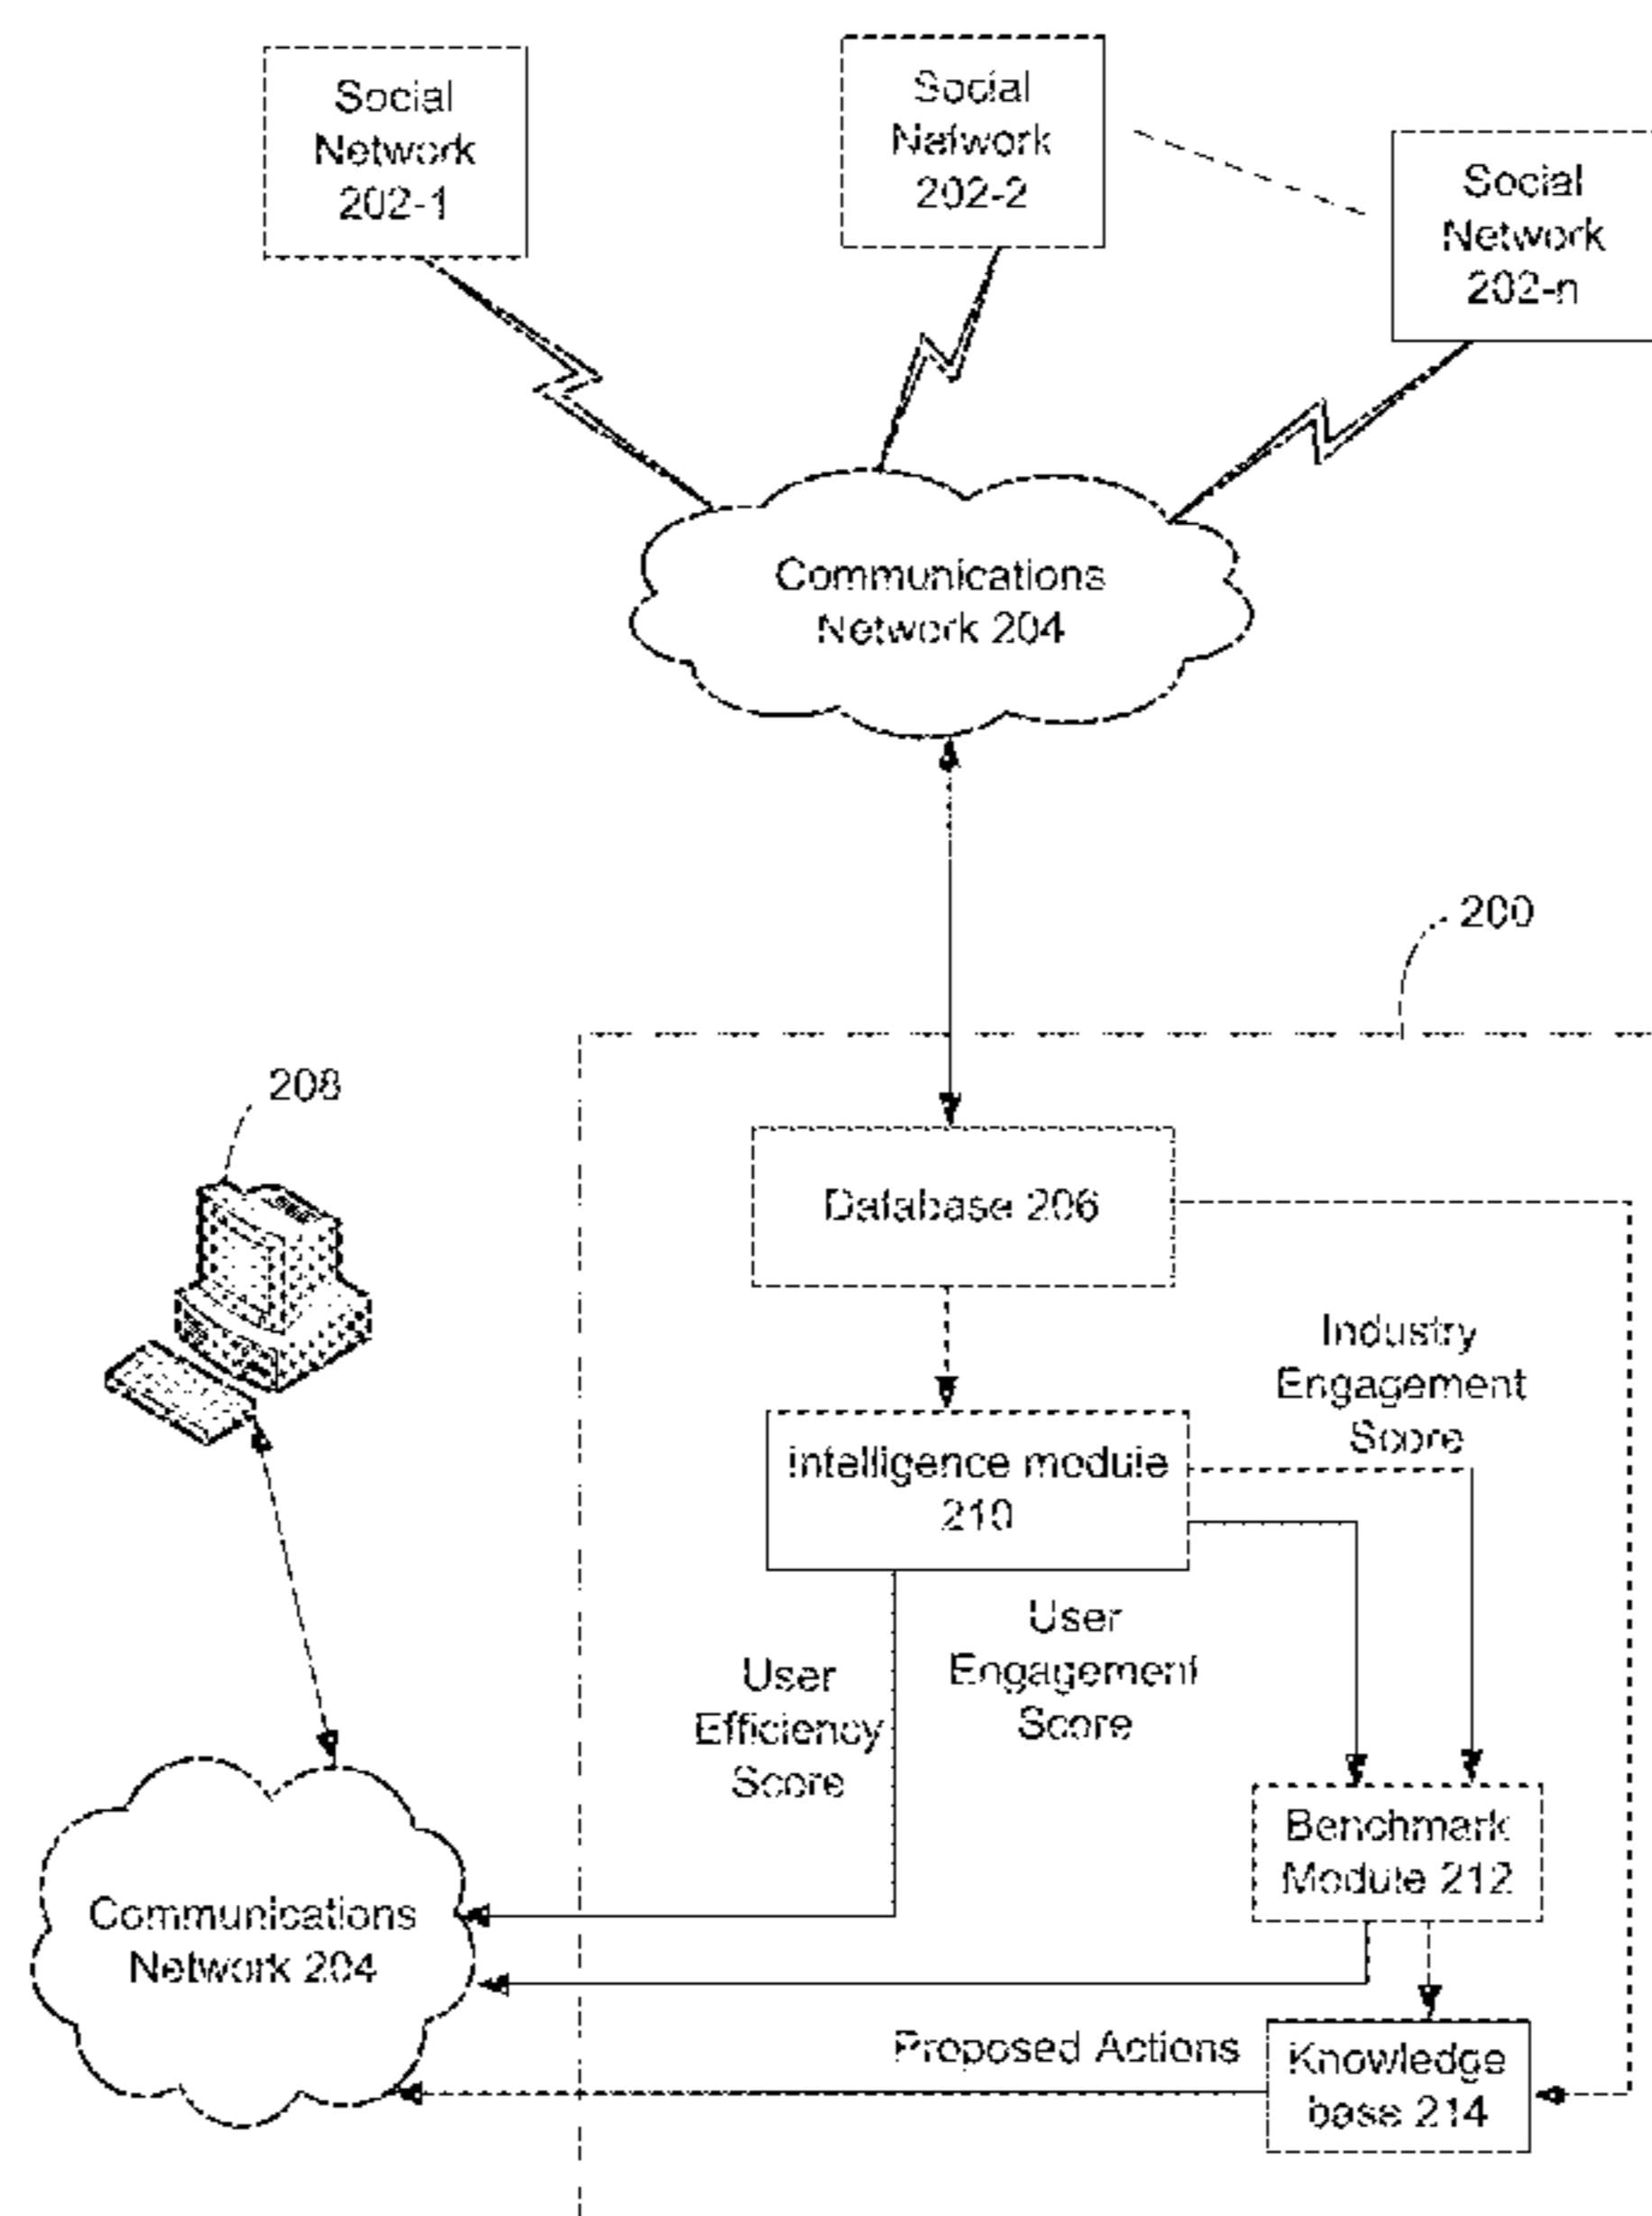 Social
Network
202-1
Social
Network
202-2
Social
Network
202-n
Communications
Network 204
200
208
Database 206
Industry
Engagement
Score
Intelligence module
210
User
Engagement
Score
User
Efficiency
Score
Benchmark
Module 212
Communications
Network 204
Proposed Actions
Knowledge
base 214